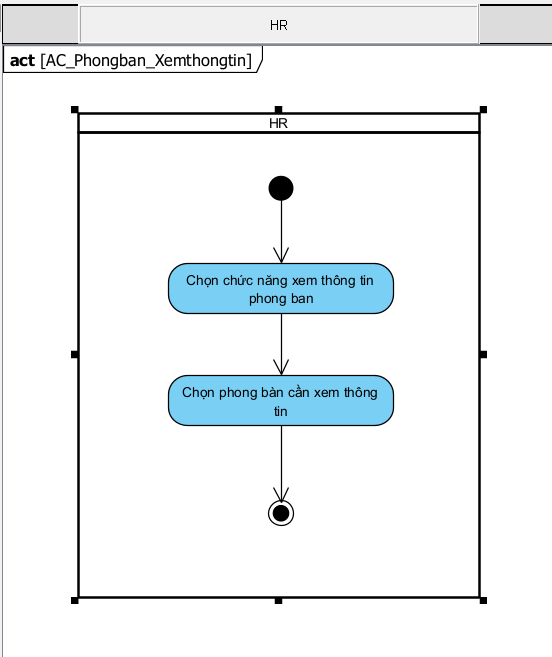 HR
act [AC_Phongban_Xemthongtin]
HR
Chọn chức năng xem thông tin
phong ban
Chọn phong bàn cần xem thông
tin